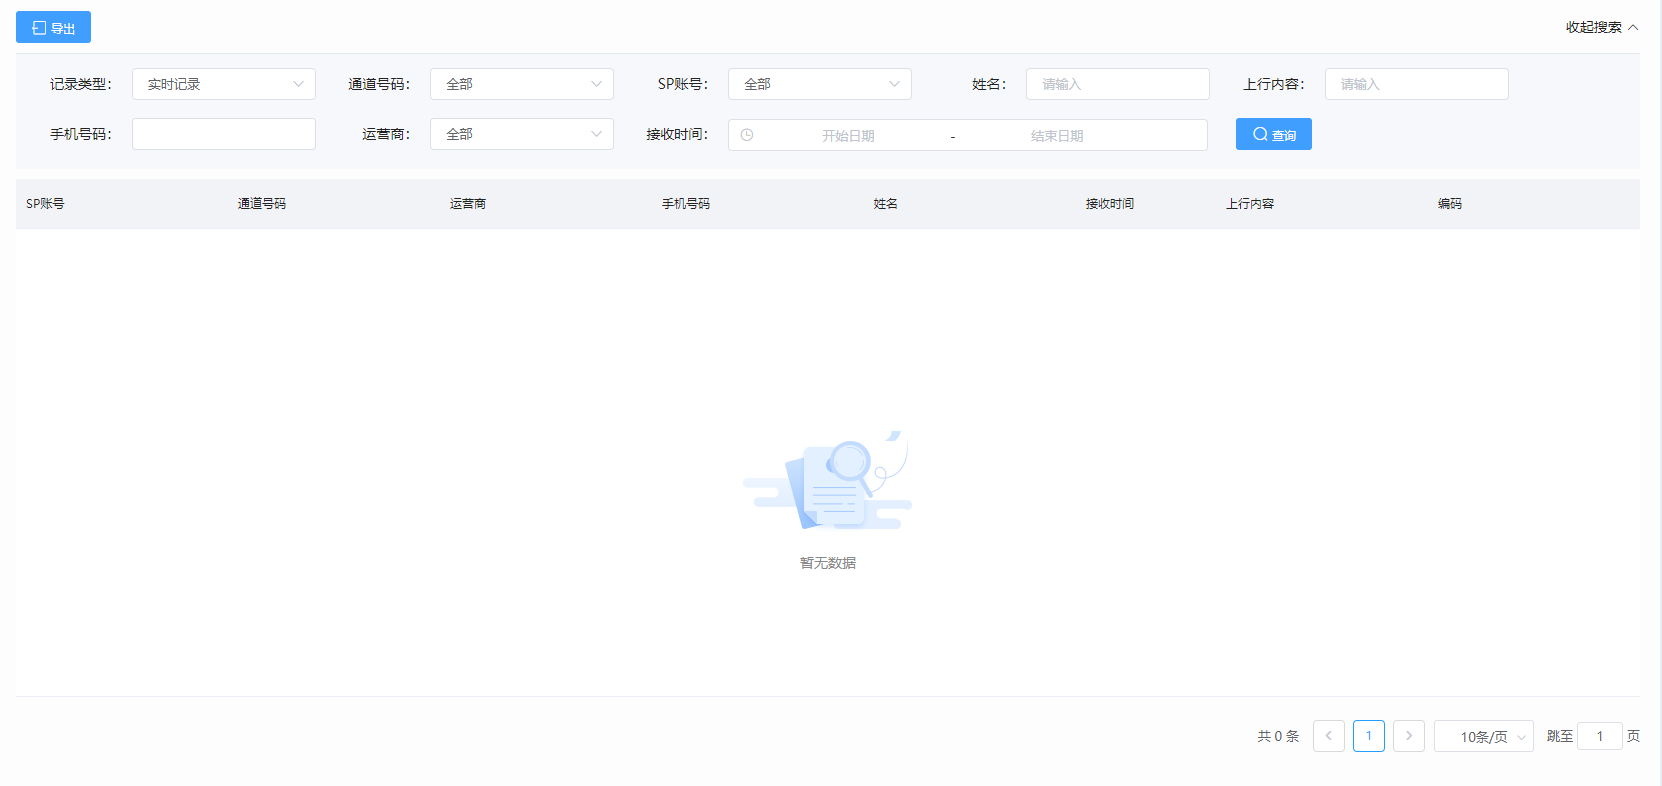 导出 收起搜索
记录类型： 实时记录 通道号码： 全部 SP账号： 全部 姓名： 请输入 上行内容： 请输入
手机号码： 运营商： 全部 接收时间： 开始日期 - 结束日期 查询
SP账号 通道号码 运营商 手机号码 姓名 接收时间 上行内容 编码
暂无数据
共 0 条 1 10条/页 跳至 1 页